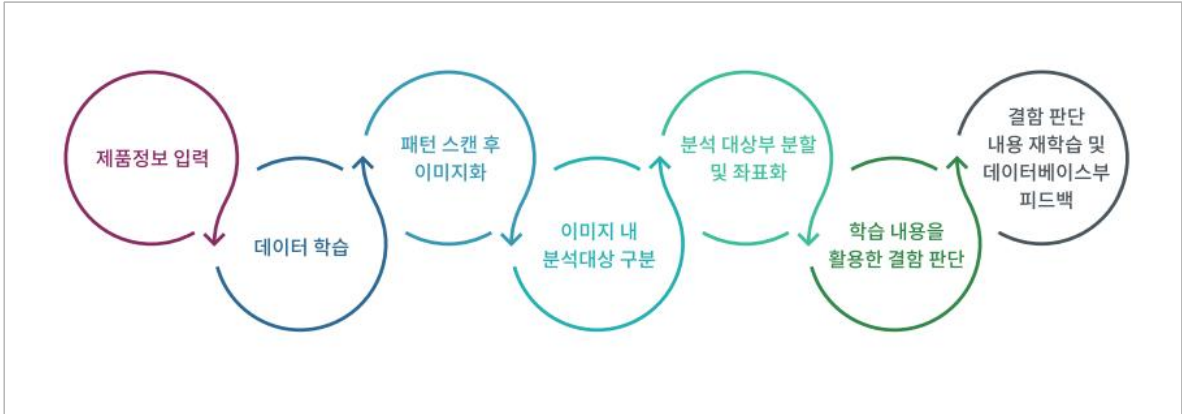 제품정보 입력
데이터 학습
패턴 스캔 후
이미지화
이미지 내
분석대상 구분
분석 대상부 분할
및 좌표화
학습 내용을
활용한 결함 판단
결함 판단
내용 재학습 및
데이터베이스부
피드백